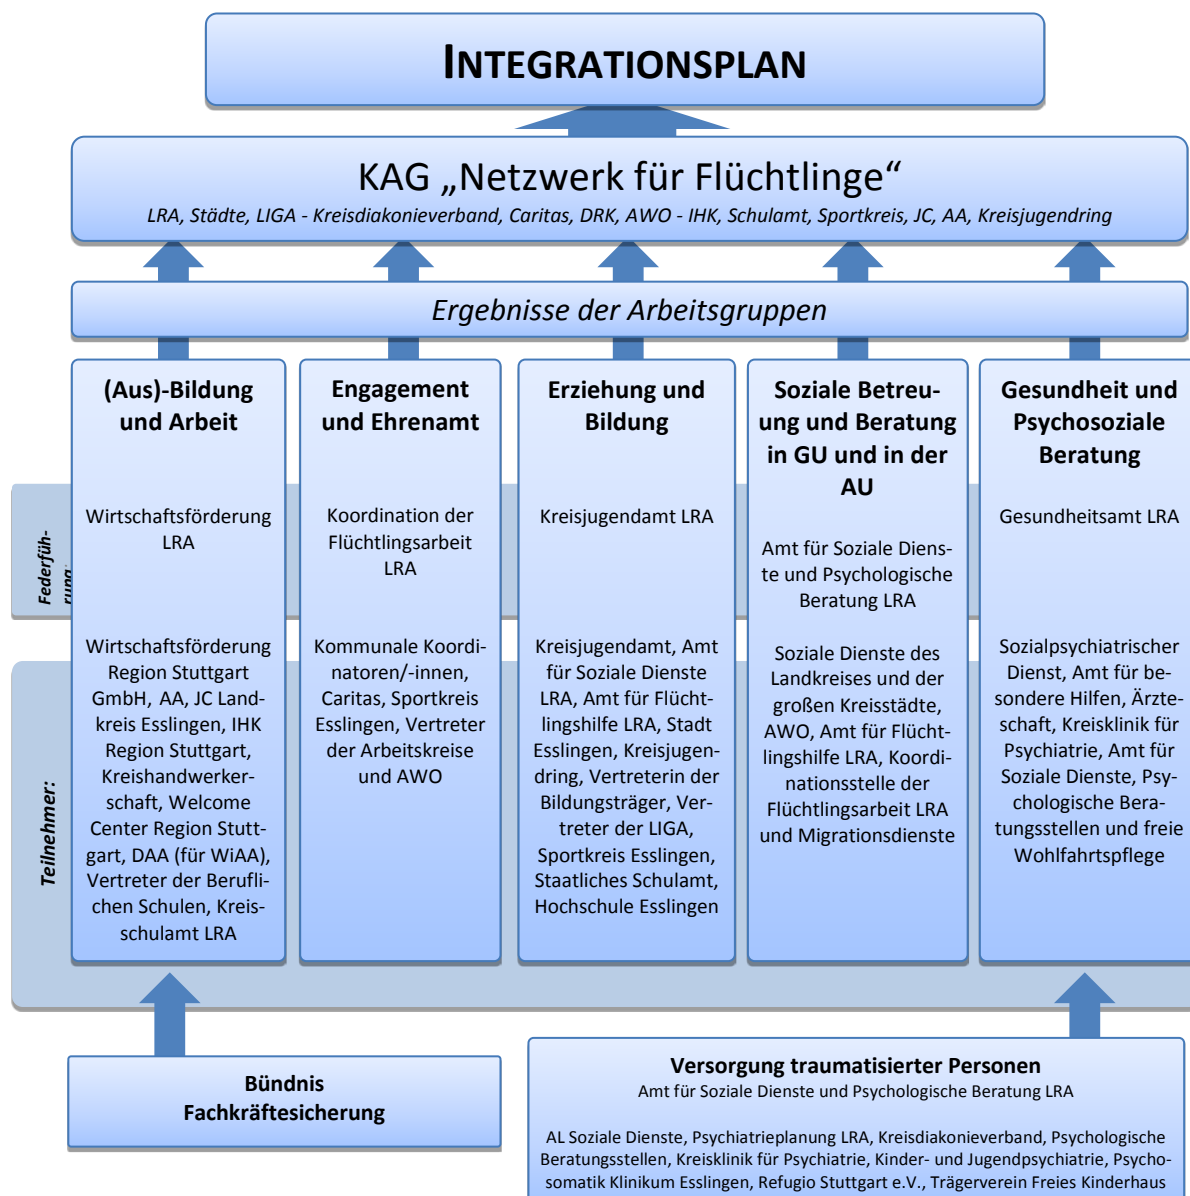 INTEGRATIONSPLAN
KAG „Netzwerk für Flüchtlinge“
LRA, Städte, LIGA - Kreisdiakonieverband, Caritas, DRK, AWO - IHK, Schulamt, Sportkreis, JC, AA, Kreisjugendring
Ergebnisse der Arbeitsgruppen
Federfüh-
rung:
Teilnehmer:
(Aus)-Bildung
und Arbeit
Wirtschaftsförderung
LRA
Wirtschaftsförderung
Region Stuttgart
GmbH, AA, JC Land-
kreis Esslingen, IHK
Region Stuttgart,
Kreishandwerker-
schaft, Welcome
Center Region Stutt-
gart, DAA (für WiAA),
Vertreter der Berufli-
chen Schulen, Kreis-
schulamt LRA
Engagement
und Ehrenamt
Koordination der
Flüchtlingsarbeit
LRA
Kommunale Koordi-
natoren/-innen,
Caritas, Sportkreis
Esslingen, Vertreter
der Arbeitskreise
und AWO
Erziehung und
Bildung
Kreisjugendamt LRA
Kreisjugendamt, Amt
für Soziale Dienste
LRA, Amt für Flücht-
lingshilfe LRA, Stadt
Esslingen, Kreisjugen-
dring, Vertreterin der
Bildungsträger, Ver-
treter der LIGA,
Sportkreis Esslingen,
Staatliches Schulamt,
Hochschule Esslingen
Soziale Betreu-
ung und Beratung
in GU und in der
AU
Amt für Soziale Diens-
te und Psychologische
Beratung LRA
Soziale Dienste des
Landkreises und der
großen Kreisstädte,
AWO, Amt für Flücht-
lingshilfe LRA, Koordi-
nationsstelle der
Flüchtlingsarbeit LRA
und Migrationsdienste
Gesundheit und
Psychosoziale
Beratung
Gesundheitsamt LRA
Sozialpsychiatrischer
Dienst, Amt für be-
sondere Hilfen, Ärzte-
schaft, Kreisklinik für
Psychiatrie, Amt für
Soziale Dienste, Psy-
chologische Bera-
tungsstellen und freie
Wohlfahrtspflege
Bündnis
Fachkräftesicherung
Versorgung traumatisierter Personen
Amt für Soziale Dienste und Psychologische Beratung LRA
AL Soziale Dienste, Psychiatrieplanung LRA, Kreisdiakonieverband, Psychologische
Beratungsstellen, Kreisklinik für Psychiatrie, Kinder- und Jugendpsychiatrie, Psycho-
somatik Klinikum Esslingen, Refugio Stuttgart e.V., Trägerverein Freies Kinderhaus